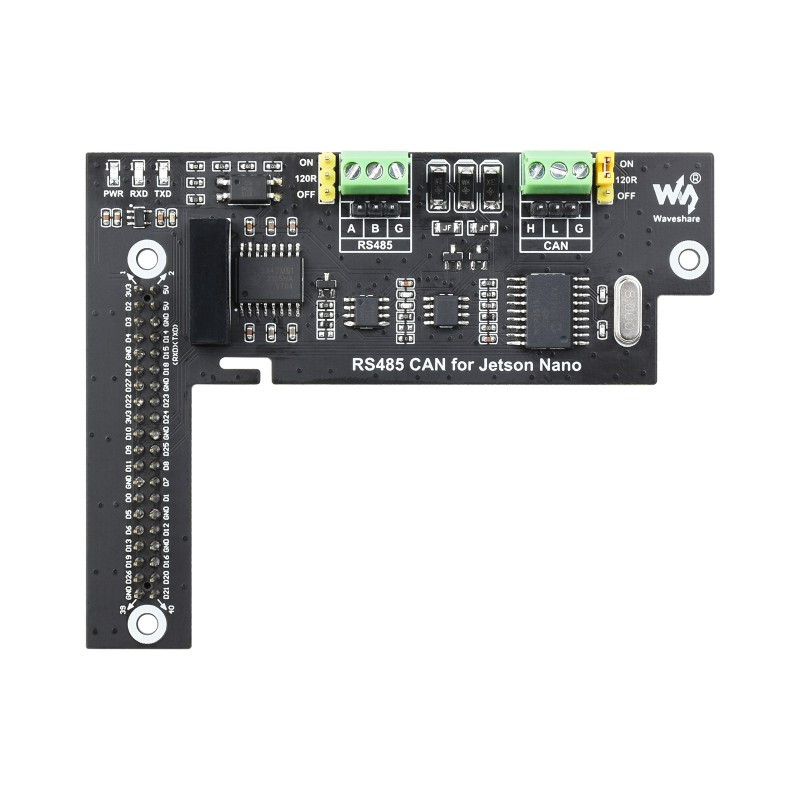 PWR RXD TXD
ON
120R
OFF
A B G
RS485
H L G
CAN
ON
120R
OFF
®
Waveshare
JF
JF
RS485 CAN for Jetson Nano
1 2
3V3 5V
D2 5V
D3 GND
D4 D14
GND D15
(RXD)(TXD)
D17 D18
D27 GND
D22 D23
3V3 D24
D10 GND
D9 D25
D11 D8
GND D7
D0 D1
D5 GND
D6 D12
D13 GND
D19 D16
D26 D20
GND D21
39 40